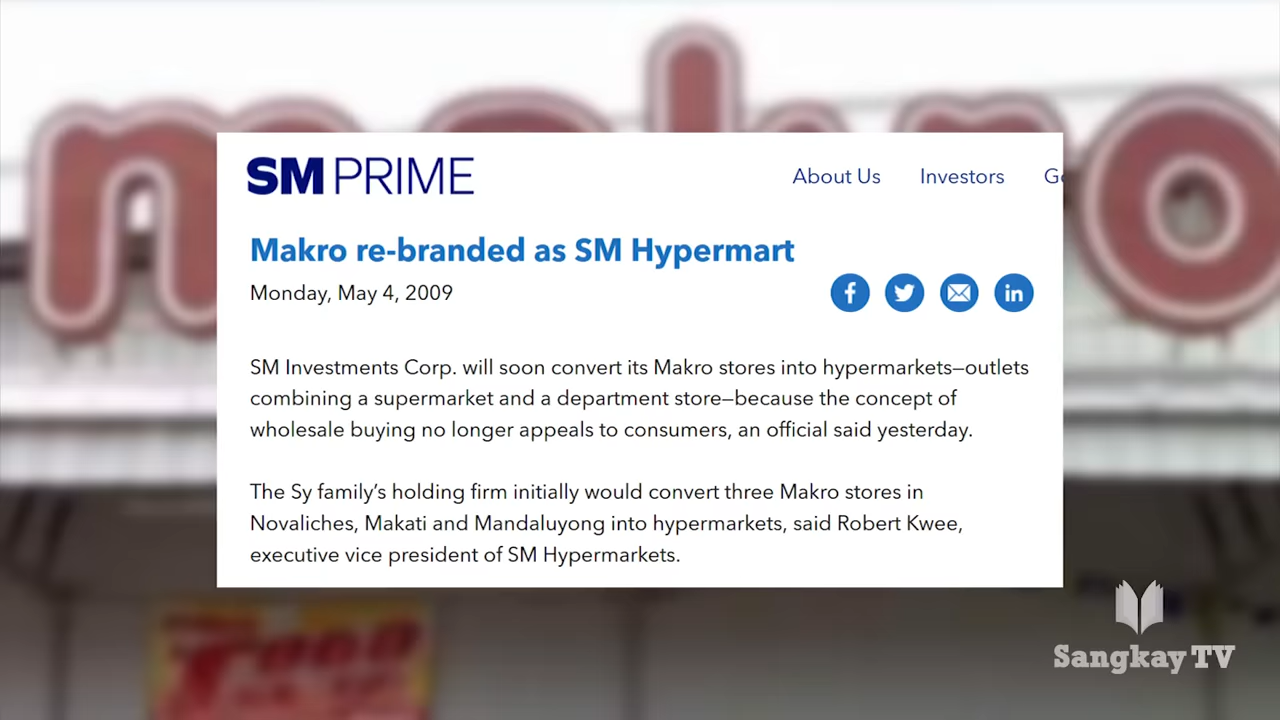 makro
SM PRIME
About Us Investors
Makro re-branded as SM Hypermart
Monday, May 4, 2009
SM Investments Corp. will soon convert its Makro stores into hypermarkets—outlets
combining a supermarket and a department store—because the concept of
wholesale buying no longer appeals to consumers, an official said yesterday.
The Sy family’s holding firm initially would convert three Makro stores in
Novaliches, Makati and Mandaluyong into hypermarkets, said Robert Kwee,
executive vice president of SM Hypermarkets.
Sangkay TV